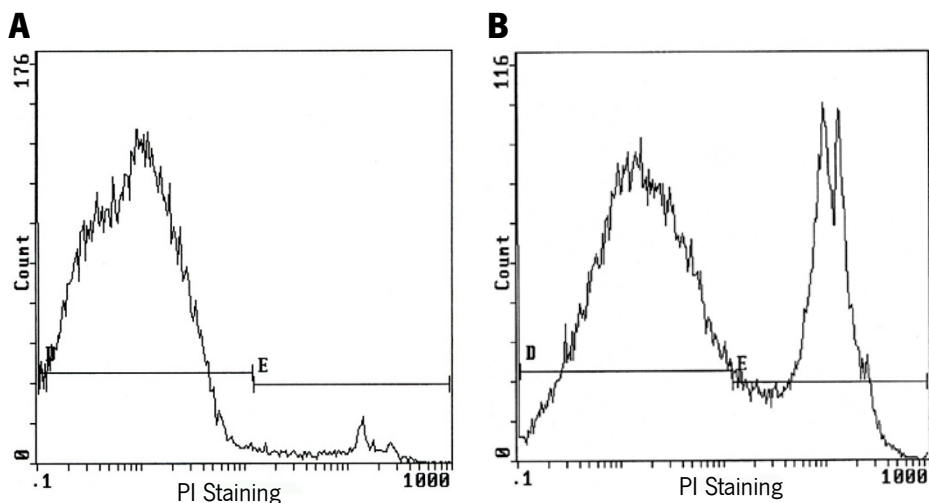 A
176
Count
0
D
E
.1
1000
PI Staining
B
116
Count
0
D
E
.1
1000
PI Staining